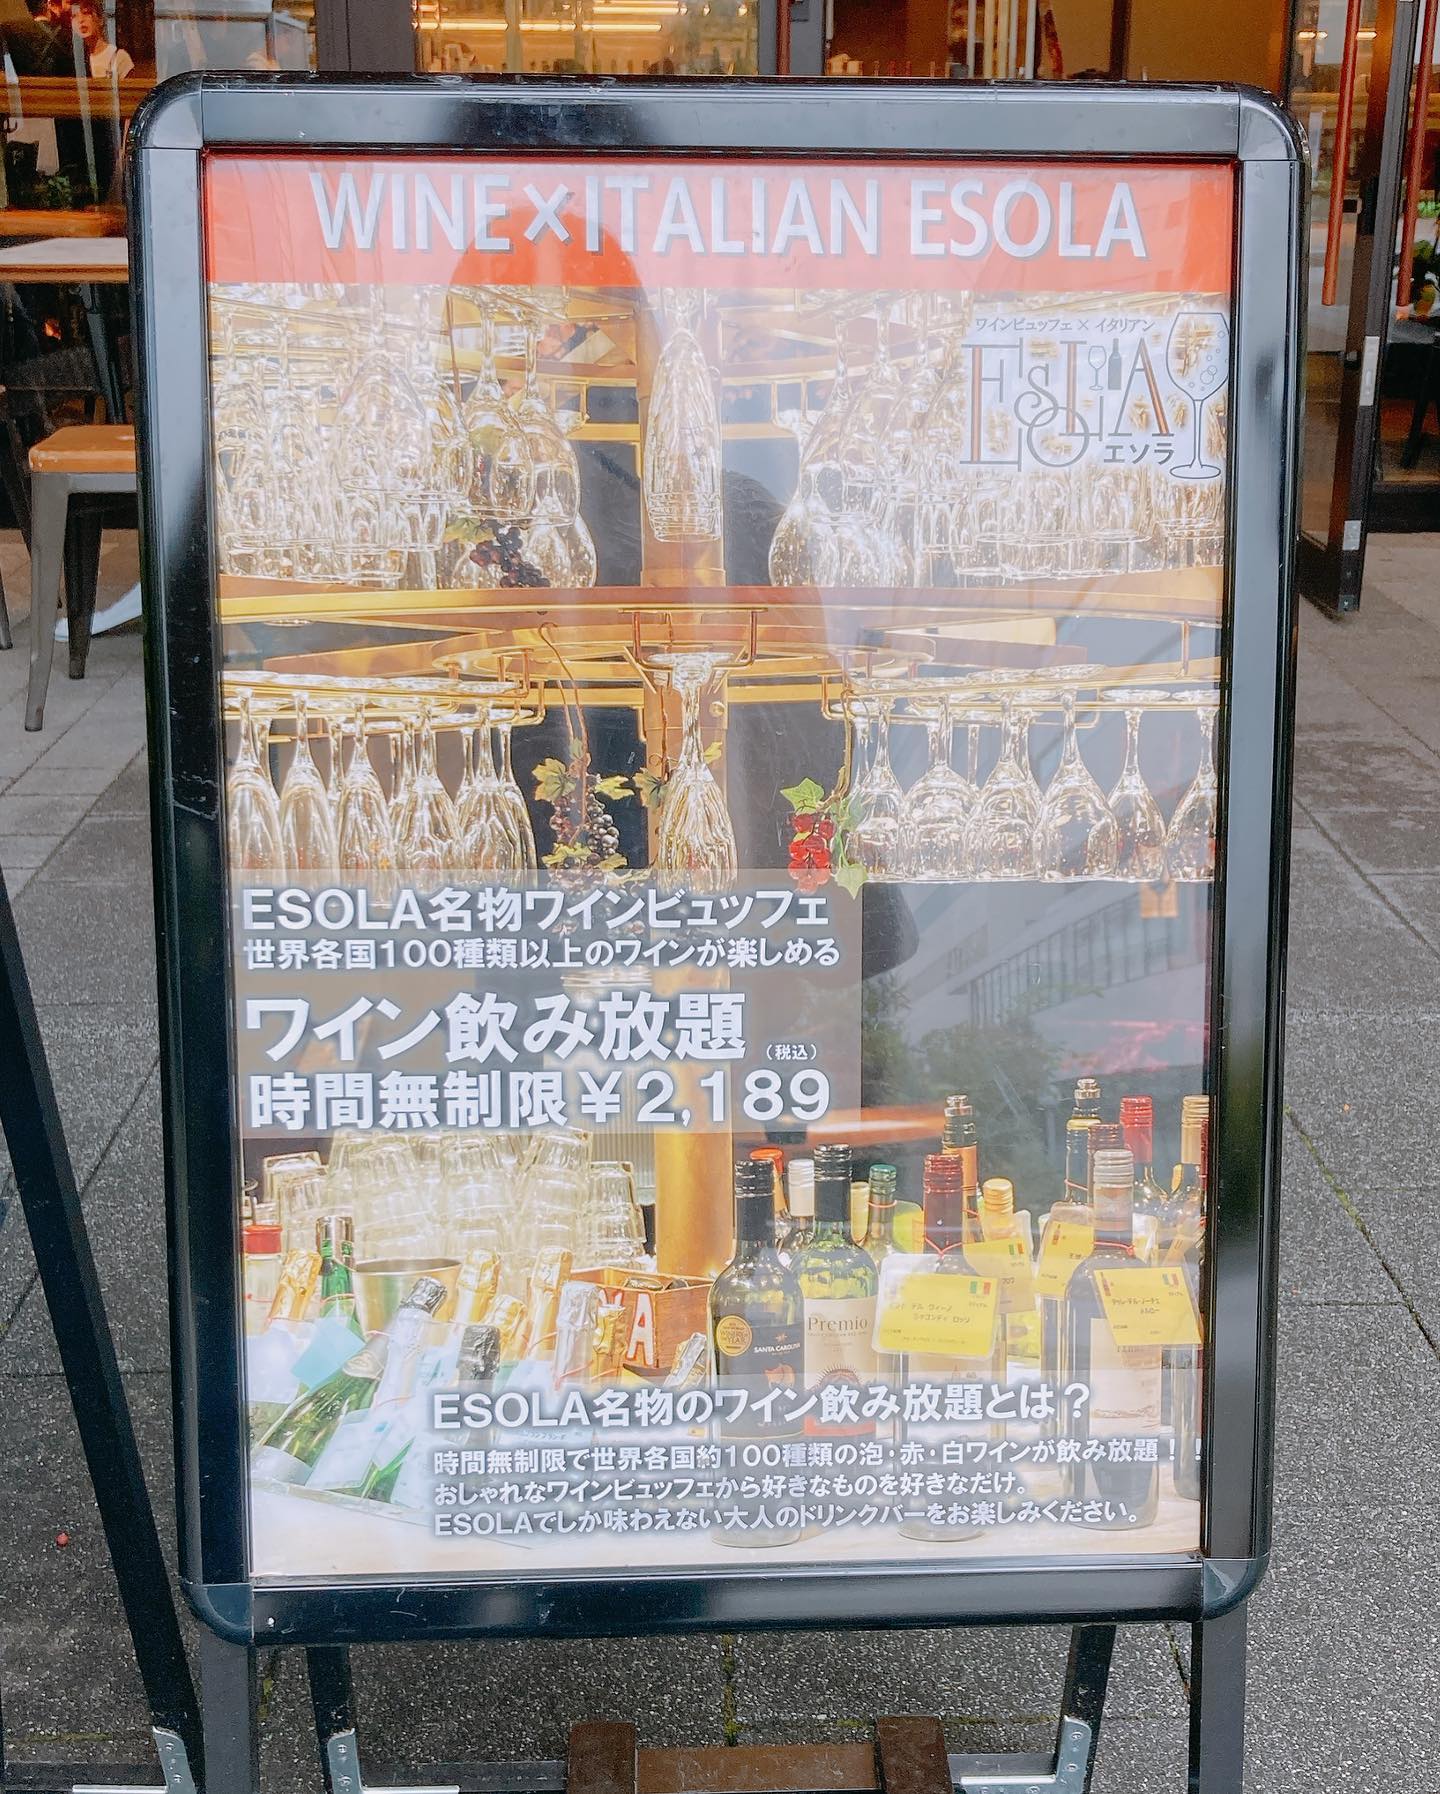 WINE×ITALIAN ESOLA
ワインビュッフェ×イタリアン
ESOLA
エソラ
ESOLA名物ワインビュッフェ
世界各国100種類以上のワインが楽しめる
ワイン飲み放題(税込)
時間無制限￥2,189
Premio
SANTA CAROLINA
ESOLA名物のワイン飲み放題とは？
時間無制限で世界各国約100種類の泡・赤・白ワインが飲み放題！！
おしゃれなワインビュッフェから好きなものを好きなだけ。
ESOLAでしか味わえない大人のドリンクバーをお楽しみください。